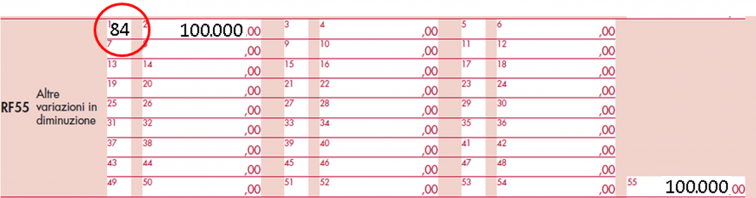 1 84 2 100.000 ,00 3 4 ,00 5 6 ,00
7 8 ,00 9 10 ,00 11 12 ,00
13 14 ,00 15 16 ,00 17 18 ,00
Altre 19 20 ,00 21 22 ,00 23 24 ,00
RF55 variazioni in 25 26 ,00 27 28 ,00 29 30 ,00
diminuzione 31 32 ,00 33 34 ,00 35 36 ,00
37 38 ,00 39 40 ,00 41 42 ,00
43 44 ,00 45 46 ,00 47 48 ,00
49 50 ,00 51 52 ,00 53 54 ,00 55 100.000 ,00